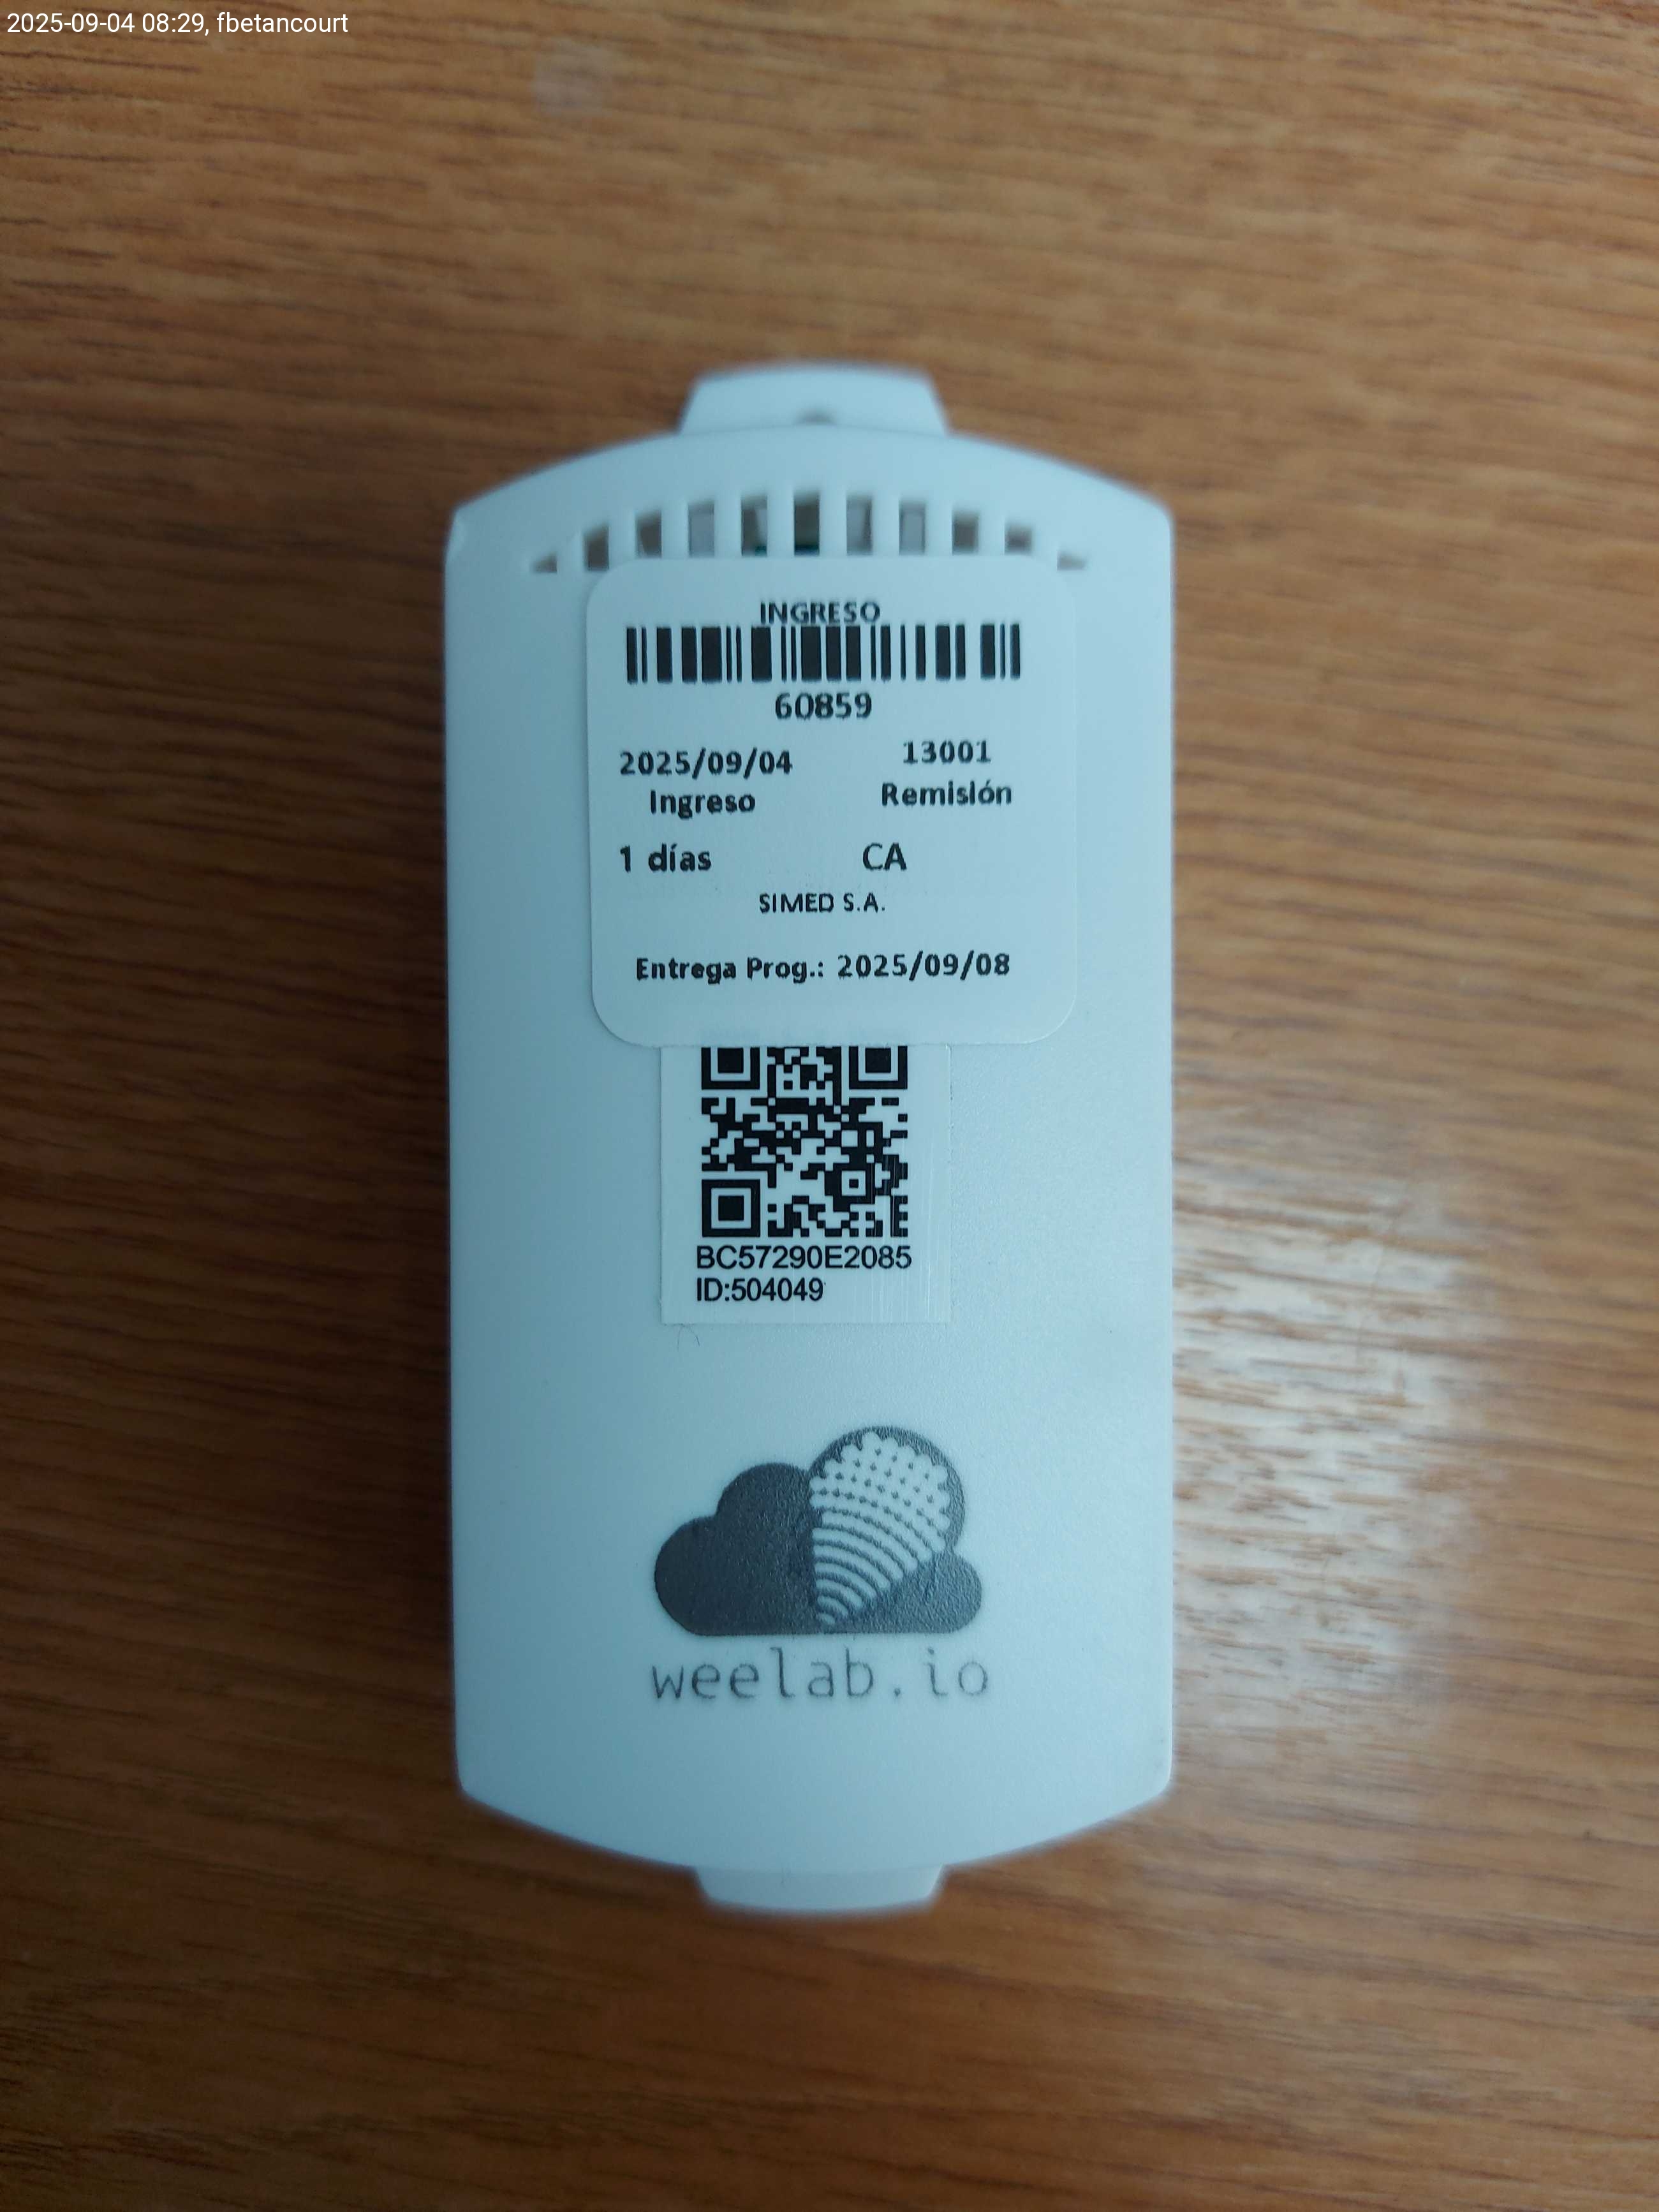 2025-09-04 08:29, fbetancourt
INGRESO
60859
2025/09/04 13001
Ingreso Remisión
1 días CA
SIMED S.A.
Entrega Prog.: 2025/09/08
BC57290E2085
ID:504049
weelab.io